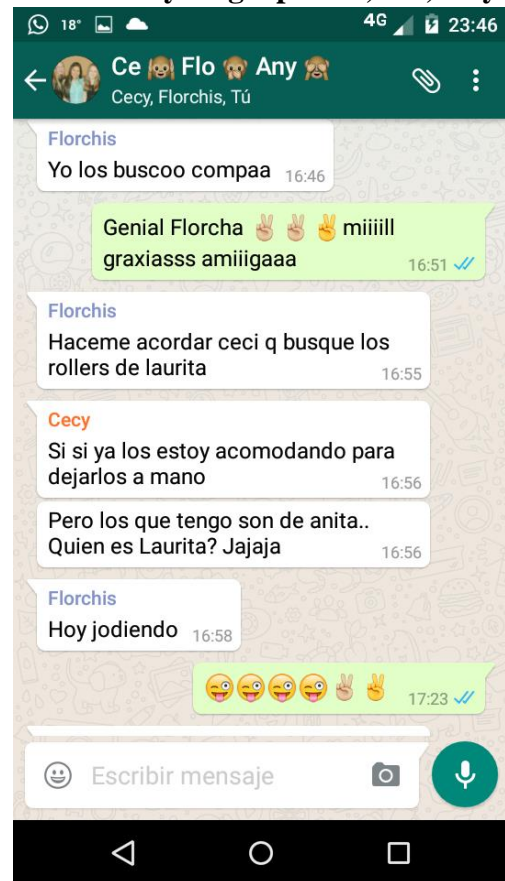 18°
4G
23:46
Ce 🙉 Flo 🙊 Any 🙈
Cecy, Florchis, Tú
Florchis
Yo los buscoo compaa 16:46
Genial Florcha ✌✌✌ miiiill
graxiasss amiiigaaa 16:51
Florchis
Haceme acordar ceci q busque los
rollers de laurita 16:55
Cecy
Si si ya los estoy acomodando para
dejarlos a mano 16:56
Pero los que tengo son de anita..
Quien es Laurita? Jajaja 16:56
Florchis
Hoy jodiendo 16:58
😜😜😜😜✌✌ 17:23
Escribir mensaje